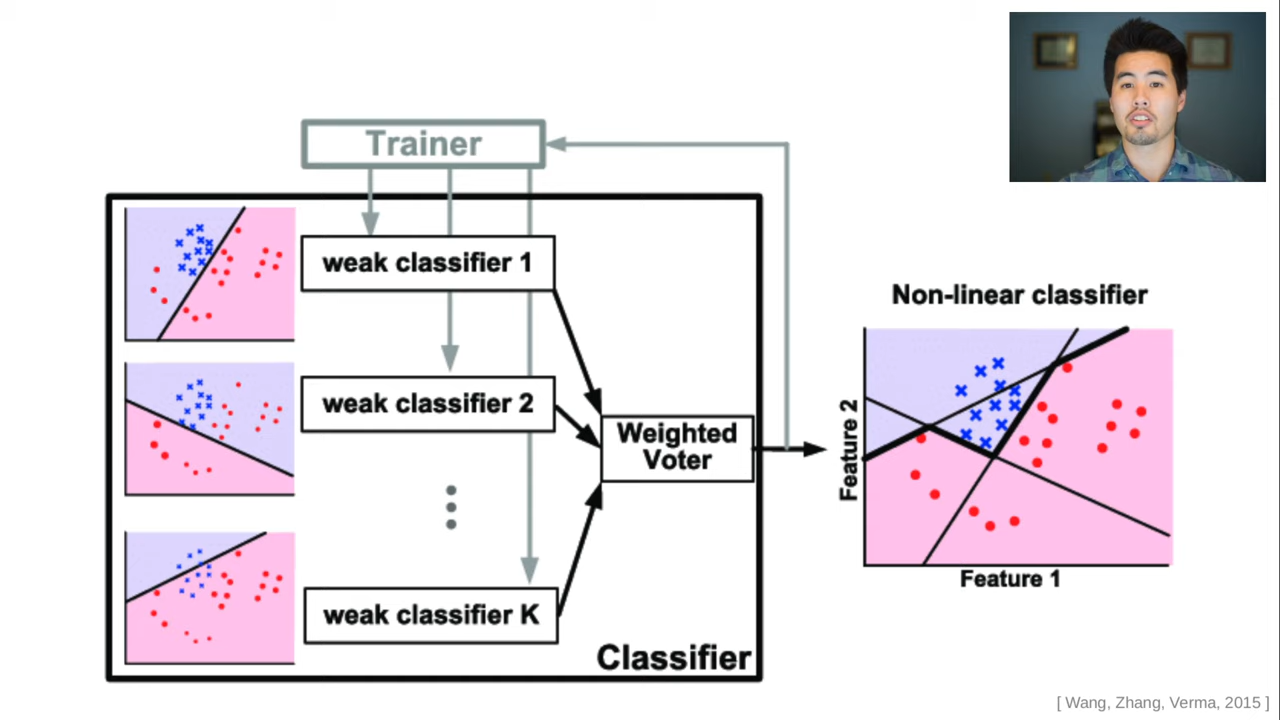 Trainer
weak classifier 1
weak classifier 2
weak classifier K
Weighted
Voter
Classifier
Non-linear classifier
Feature 2
Feature 1
[ Wang, Zhang, Verma, 2015 ]